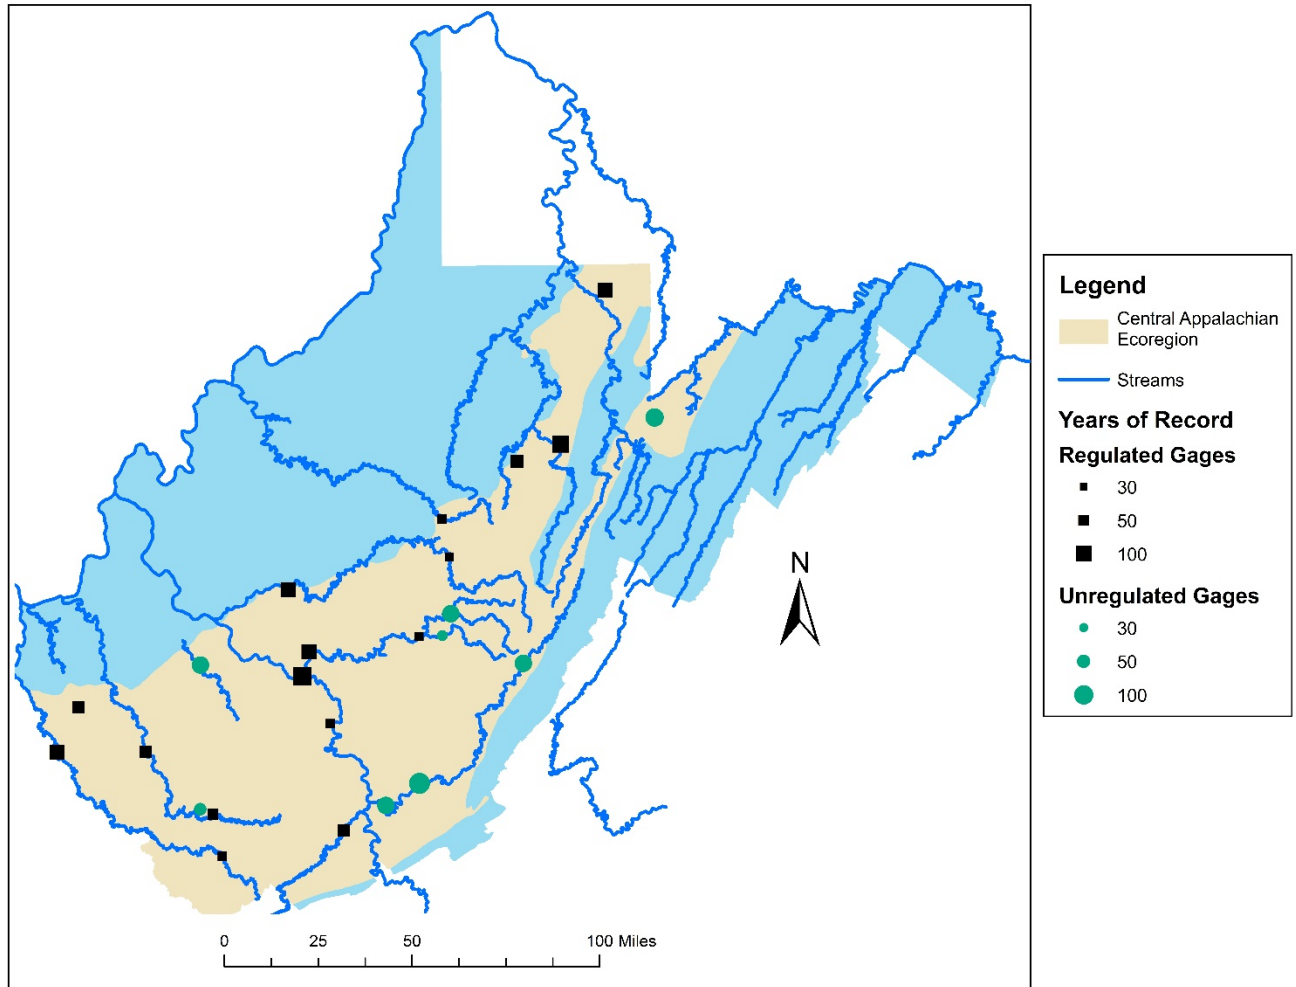 N
0
25
50
100 Miles
Legend
Central Appalachian
Ecoregion
Streams
Years of Record
Regulated Gages
30
50
100
Unregulated Gages
30
50
100